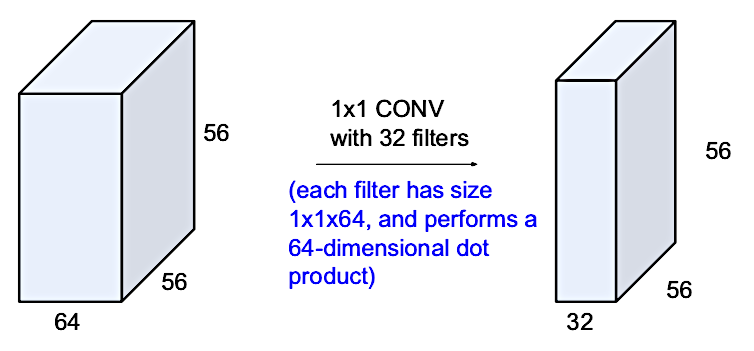 56
56
64
1x1 CONV
with 32 filters
(each filter has size
1x1x64, and performs a
64-dimensional dot
product)
56
56
32